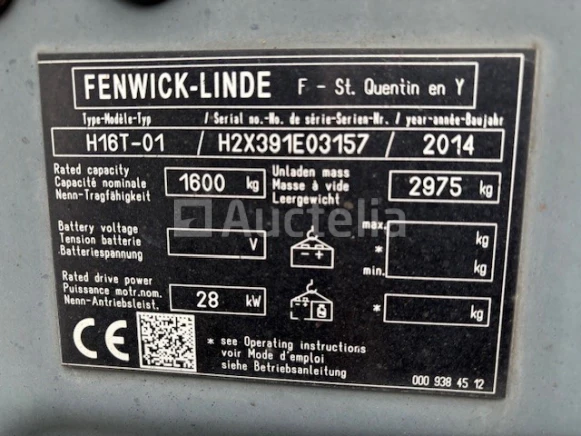 FENWICK-LINDE F - St. Quentin en Y
Type-Modèle-Typ / Serial no.-No. de série-Serien-Nr. / year-année-Baujahr
H16T-01 / H2X391E03157 / 2014
Rated capacity
Capacité nominale
Nenn-Tragfähigkeit
1600 kg
Unladen mass
Masse à vide
Leergewicht
2975 kg
Auctelia
Battery voltage
Tension batterie
Batteriespannung
V
- +
max.
*
min.
kg
kg
Rated drive power
Puissance motr.nom.
Nenn-Antriebsleist.
28 kW
* kg
CE
* see Operating instructions
voir Mode d'emploi
siehe Betriebsanleitung
000 938 45 12